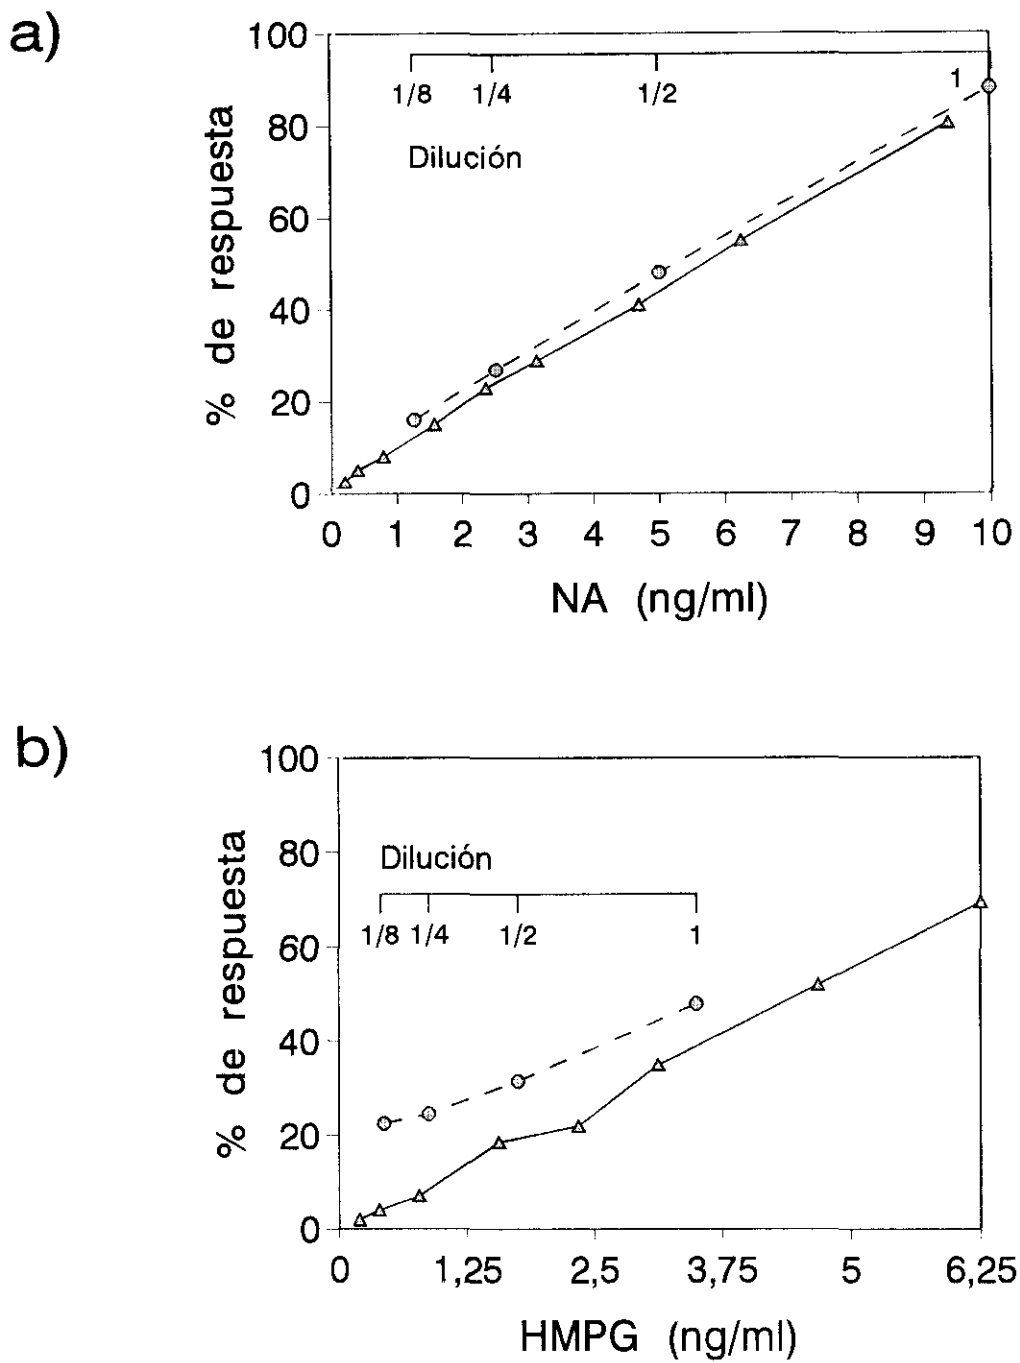 a)
% de respuesta
100
80
60
40
20
0
1/8 1/4 1/2 1
Dilución
0 1 2 3 4 5 6 7 8 9 10
NA (ng/ml)
b)
% de respuesta
100
80
60
40
20
0
Dilución
1/8 1/4 1/2 1
0 1,25 2,5 3,75 5 6,25
HMPG (ng/ml)